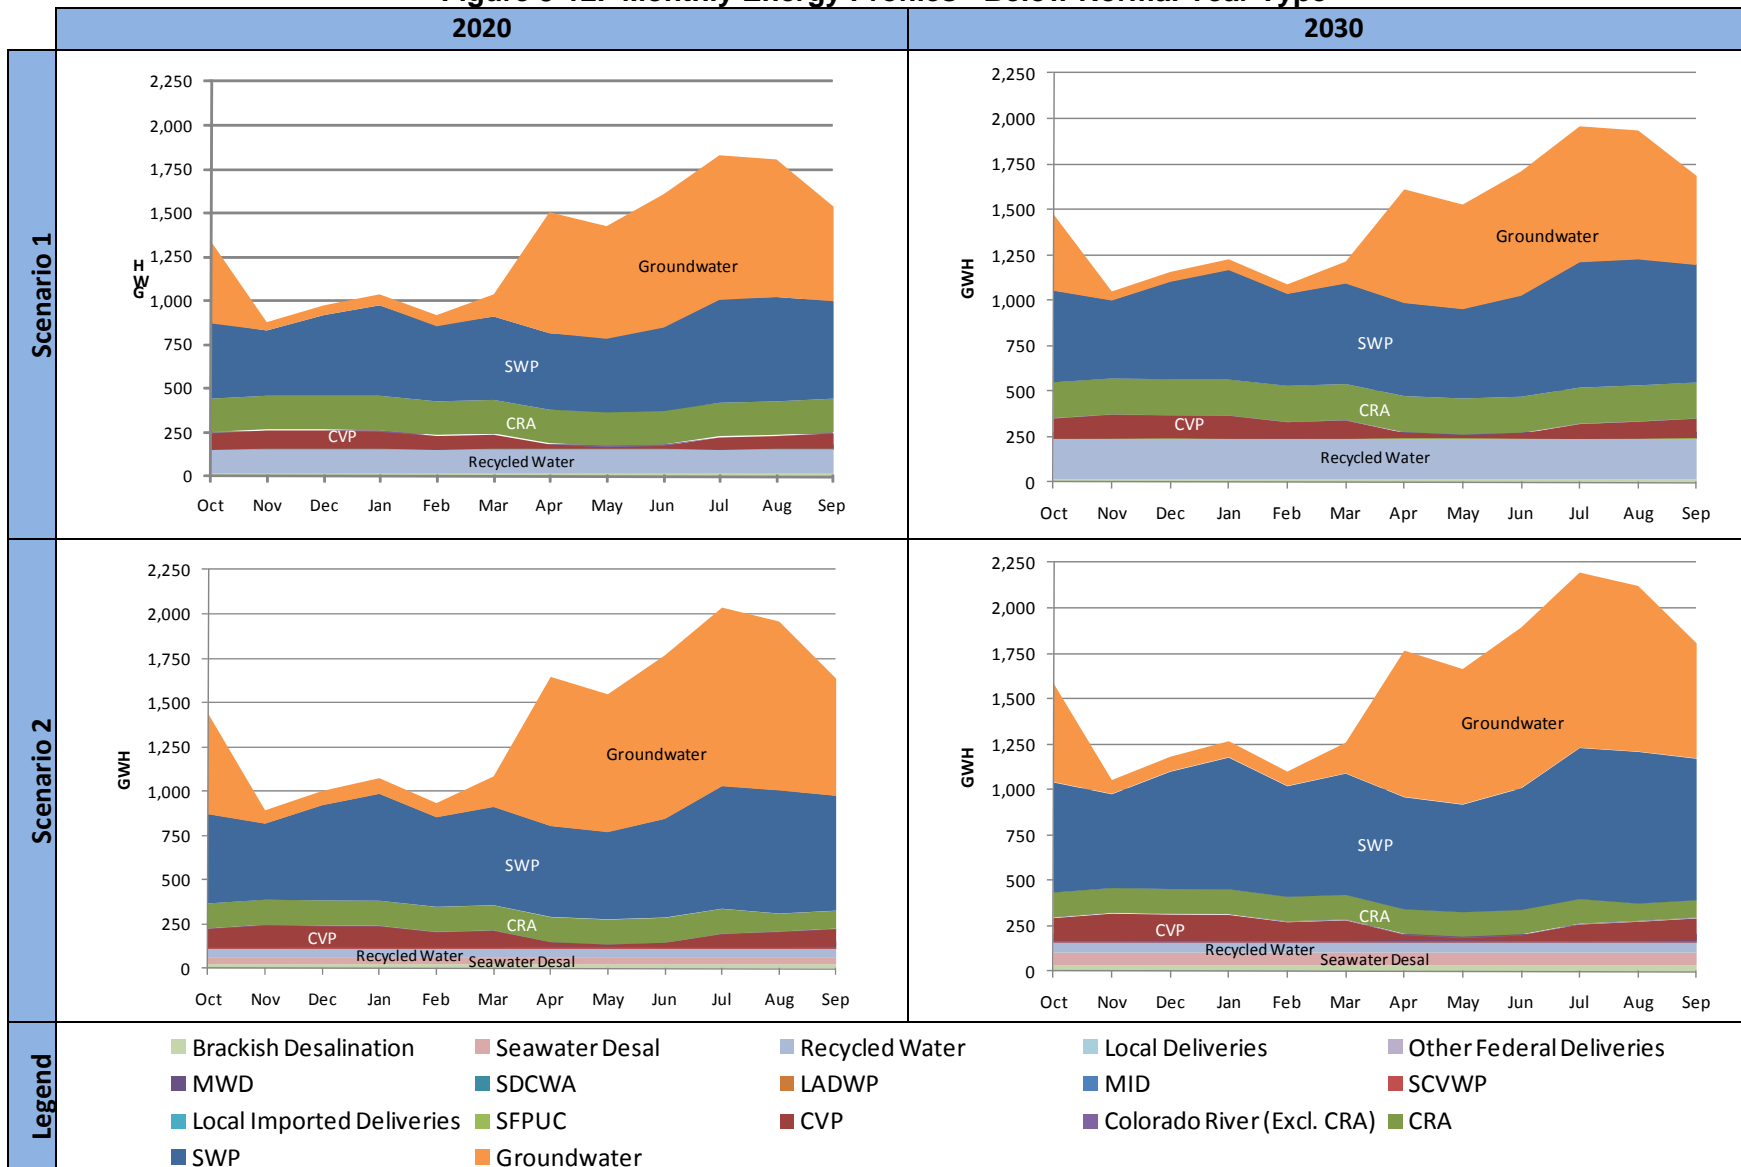 2020
2030
Scenario 1
2,250
2,000
1,750
1,500
1,250
1,000
750
500
250
0
GWH
Groundwater
SWP
CRA
CVP
Recycled Water
Oct Nov Dec Jan Feb Mar Apr May Jun Jul Aug Sep
2,250
2,000
1,750
1,500
1,250
1,000
750
500
250
0
GWH
Groundwater
SWP
CRA
CVP
Recycled Water
Oct Nov Dec Jan Feb Mar Apr May Jun Jul Aug Sep
Scenario 2
2,250
2,000
1,750
1,500
1,250
1,000
750
500
250
0
GWH
Groundwater
SWP
CRA
CVP
Recycled Water
Seawater Desal
Oct Nov Dec Jan Feb Mar Apr May Jun Jul Aug Sep
2,250
2,000
1,750
1,500
1,250
1,000
750
500
250
0
GWH
Groundwater
SWP
CRA
CVP
Recycled Water
Seawater Desal
Oct Nov Dec Jan Feb Mar Apr May Jun Jul Aug Sep
Legend
Brackish Desalination Seawater Desal Recycled Water Local Deliveries Other Federal Deliveries
MWD SDCWA LADWP MID SCVWP
Local Imported Deliveries SFPUC CVP Colorado River (Excl. CRA) CRA
SWP Groundwater